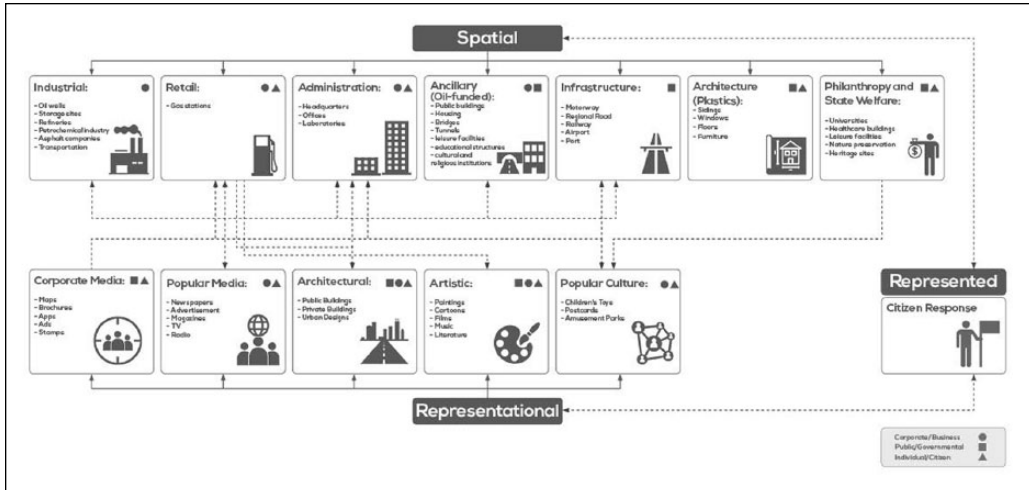 Spatial
Industrial:
- Oil wells
- Storage sites
- Refineries
- Petrochemical industry
- Asphalt companies
- Transportation
Retail:
- Gas stations
Administration:
- Headquarters
- Offices
- Laboratories
Ancillary
(Oil-funded):
- Public buildings
- Housing
- Bridges
- Tunnels
- leisure facilities
- educational structures
- cultural and
religious institutions
Infrastructure:
- Motorway
- Regional Road
- Railway
- Airport
- Port
Architecture
(Plastics):
- Sidings
- Windows
- Floors
- Furniture
Philanthropy and
State Welfare:
- Universities
- Healthcare buildings
- Leisure facilities
- Nature preservation
- Heritage sites
Corporate Media:
- Maps
- Brochures
- Apps
- Ads
- Stamps
Popular Media:
- Newspapers
- Advertisement
- Magazines
- TV
- Radio
Architectural:
- Public Buildings
- Private Buildings
- Urban Designs
Artistic:
- Paintings
- Cartoons
- Films
- Music
- Literature
Popular Culture:
- Children's Toys
- Postcards
- Amusement Parks
Represented
Citizen Response
Representational
Corporate/Business
Public/Governmental
Individual/Citizen